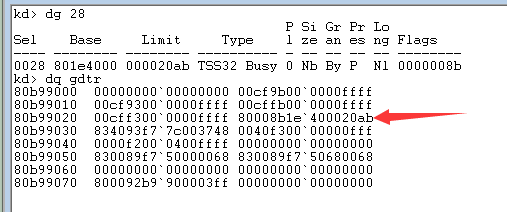 kd> dg 28
P Si Gr Pr Lo
Sel Base Limit Type l ze an es ng Flags
---- -------- -------- ---------- - -- -- -- -- --------
0028 801e4000 000020ab TSS32 Busy 0 Nb By P Nl 0000008b
kd> dq gdtr
80b99000 00000000`00000000 00cf9b00`0000ffff
80b99010 00cf9300`0000ffff 00cffb00`0000ffff
80b99020 00cff300`0000ffff 80008b1e`400020ab
80b99030 834093f7`7c003748 0040f300`00000fff
80b99040 0000f200`0400ffff 00000000`00000000
80b99050 830089f7`50000068 830089f7`50680068
80b99060 00000000`00000000 00000000`00000000
80b99070 800092b9`900003ff 00000000`00000000